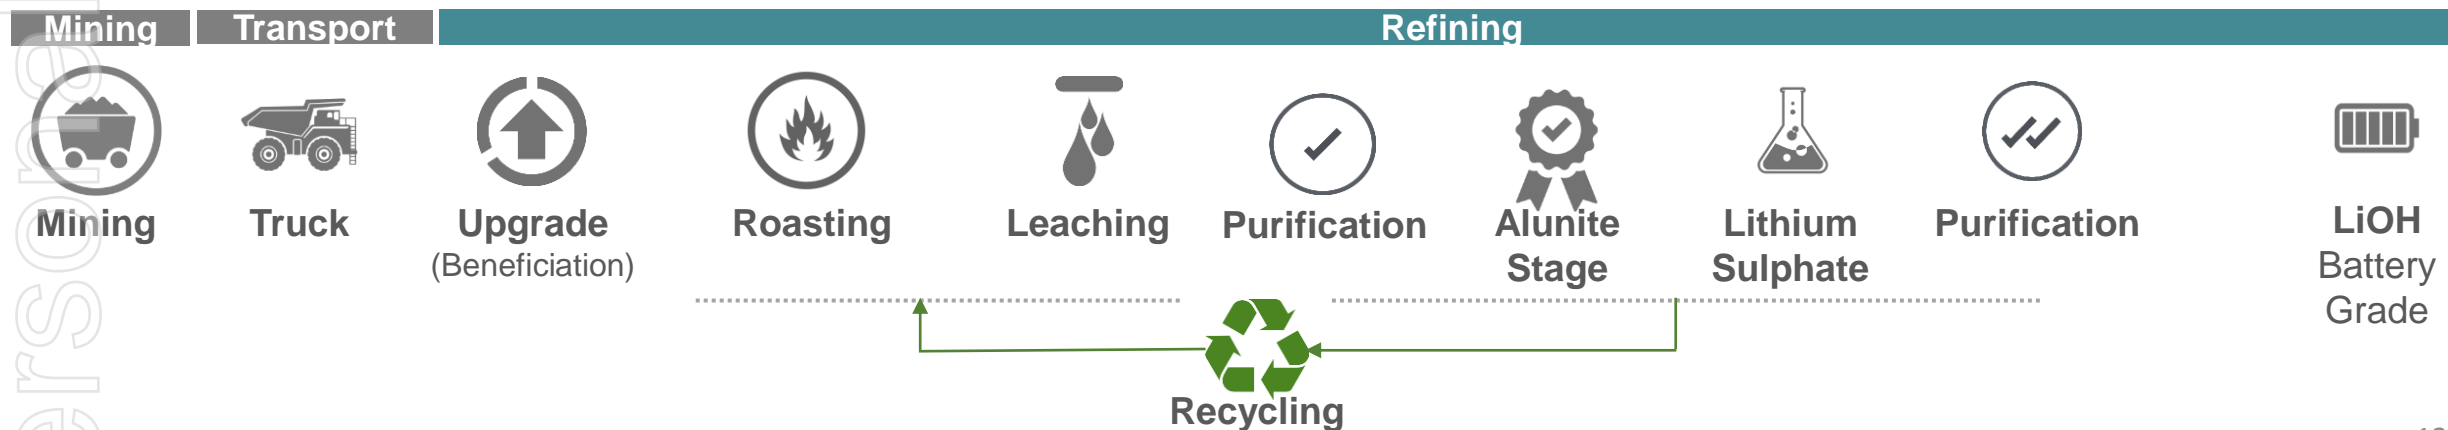 Mining
Transport
Refining
Mining
Truck
Upgrade
(Beneficiation)
Roasting
Leaching
Purification
Alunite
Stage
Lithium
Sulphate
Purification
LiOH
Battery
Grade
Recycling
ersonal